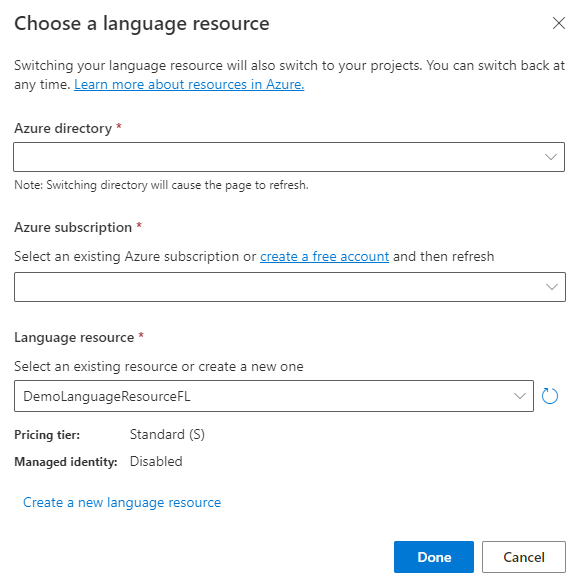 Choose a language resource
Switching your language resource will also switch to your projects. You can switch back at
any time. Learn more about resources in Azure.
Azure directory *
Note: Switching directory will cause the page to refresh.
Azure subscription *
Select an existing Azure subscription or create a free account and then refresh
Language resource *
Select an existing resource or create a new one
DemoLanguageResourceFL
Pricing tier: Standard (S)
Managed identity: Disabled
Create a new language resource
Done Cancel